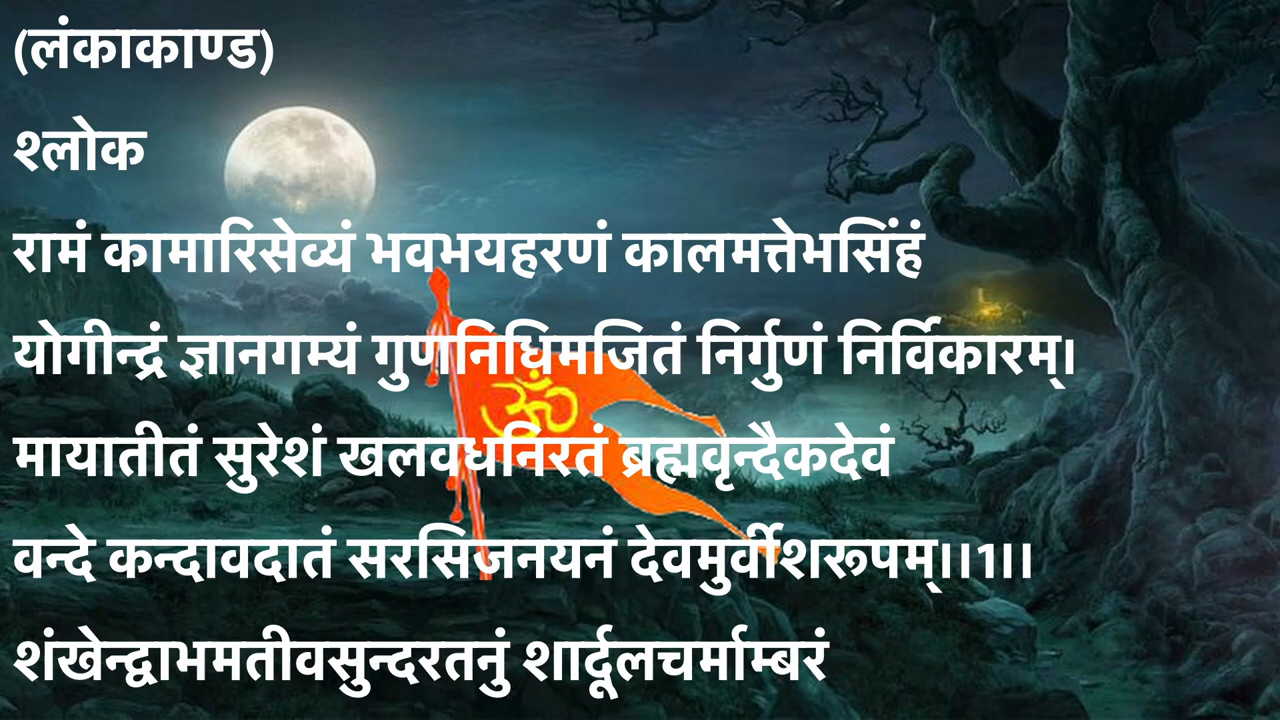 (लंकाकाण्ड)
श्लोक
रामं कामारिसेव्यं भवभयहरणं कालमत्तेभसिंहं
योगीन्द्रं ज्ञानगम्यं गुणनिधिमजितं निर्गुणं निर्विकारम्।
मायातीतं सुरेशं खलवधनिरतं ब्रह्मवृन्दैकदेवं
वन्दे कन्दावदातं सरसिजनयनं देवमुर्वीशरूपम्।।1।।
शंखेन्द्वाभमतीवसुन्दरतनुं शार्दूलचर्माम्बरं
ॐ